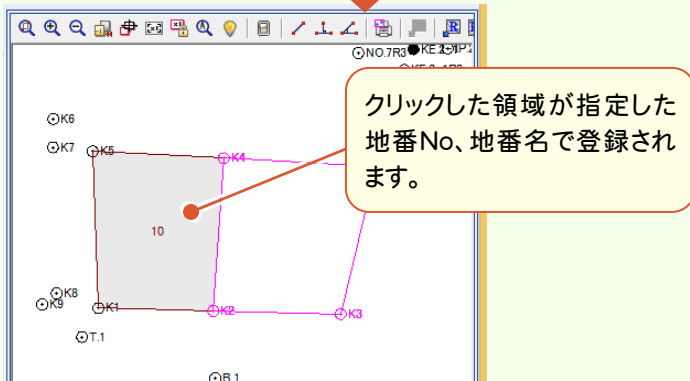 NO.7R3
クリックした領域が指定した
地番No、地番名で登録され
ます。
K6
K7
K5
K4
10
K8
K9
K1
K2
K3
T.1
B.1